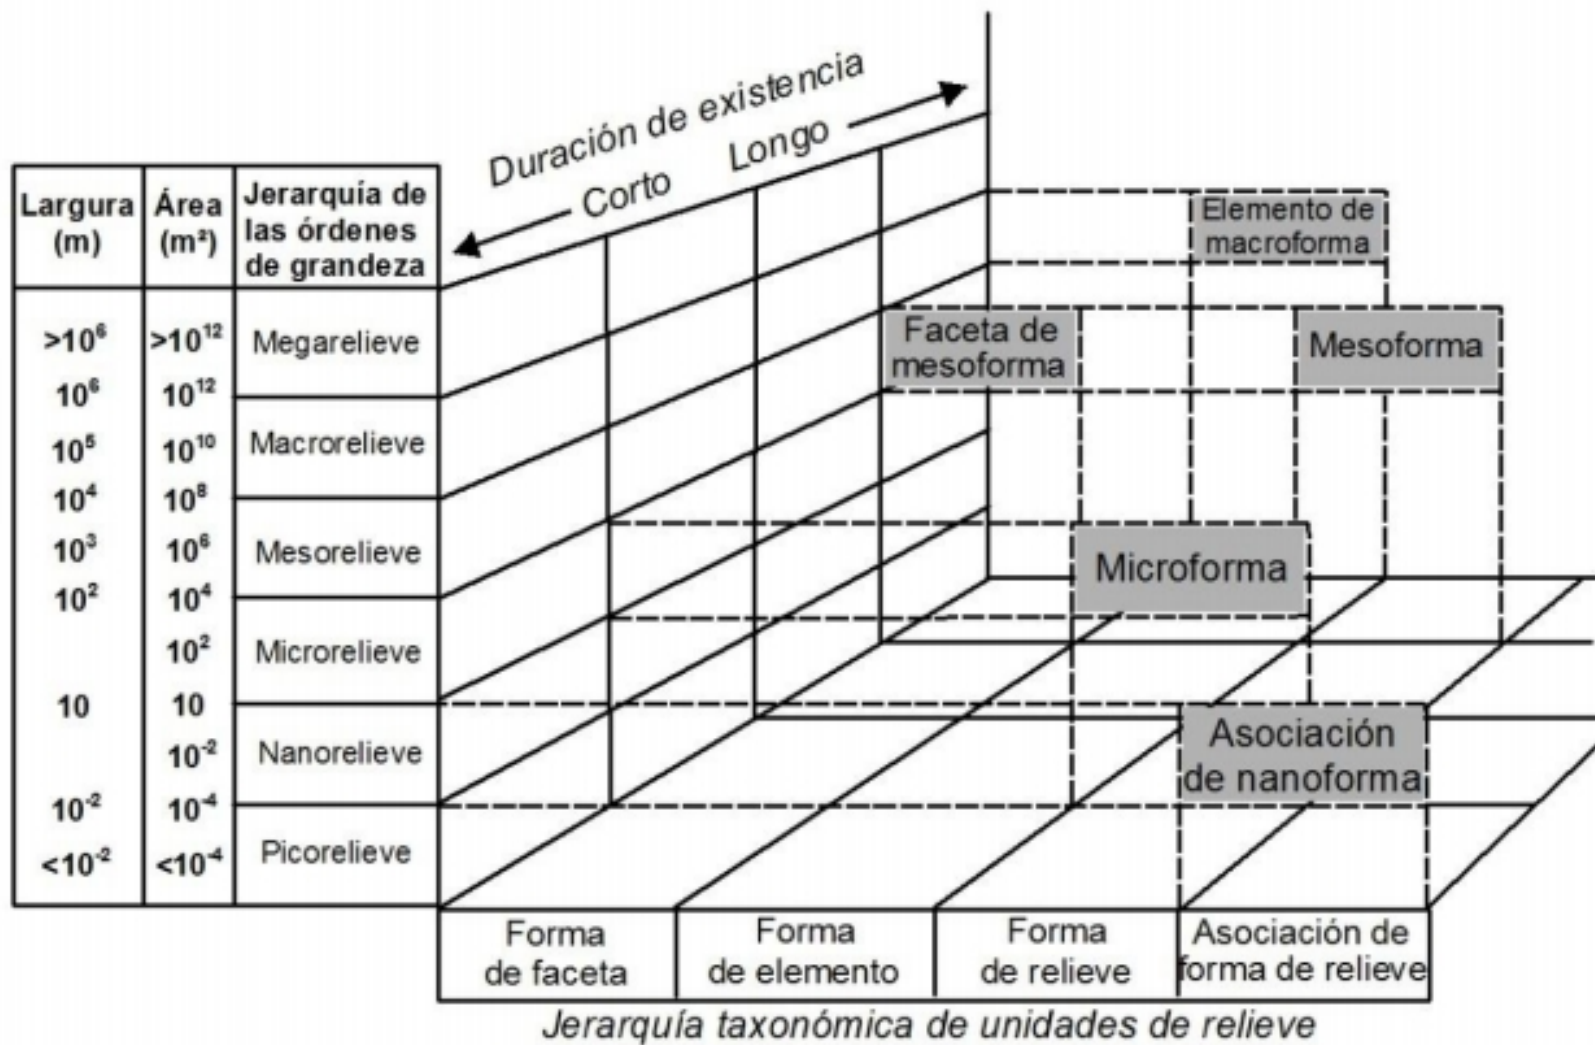 Duración de existencia
Corto
Longo
Largura
(m)
Área
(m²)
Jerarquía de
las órdenes
de grandeza
>10⁶
>10¹²
Megarelieve
10⁶
10¹²
10⁵
10¹⁰
Macrorelieve
10⁴
10⁸
10³
10⁶
Mesorelieve
10²
10⁴
10²
Microrelieve
10
10
10⁻²
Nanorelieve
10⁻²
10⁻⁴
<10⁻²
<10⁻⁴
Picorelieve
Elemento de
macroforma
Faceta de
mesoforma
Mesoforma
Microforma
Asociación
de nanoforma
Forma
de faceta
Forma
de elemento
Forma
de relieve
Asociación de
forma de relieve
Jerarquía taxonómica de unidades de relieve